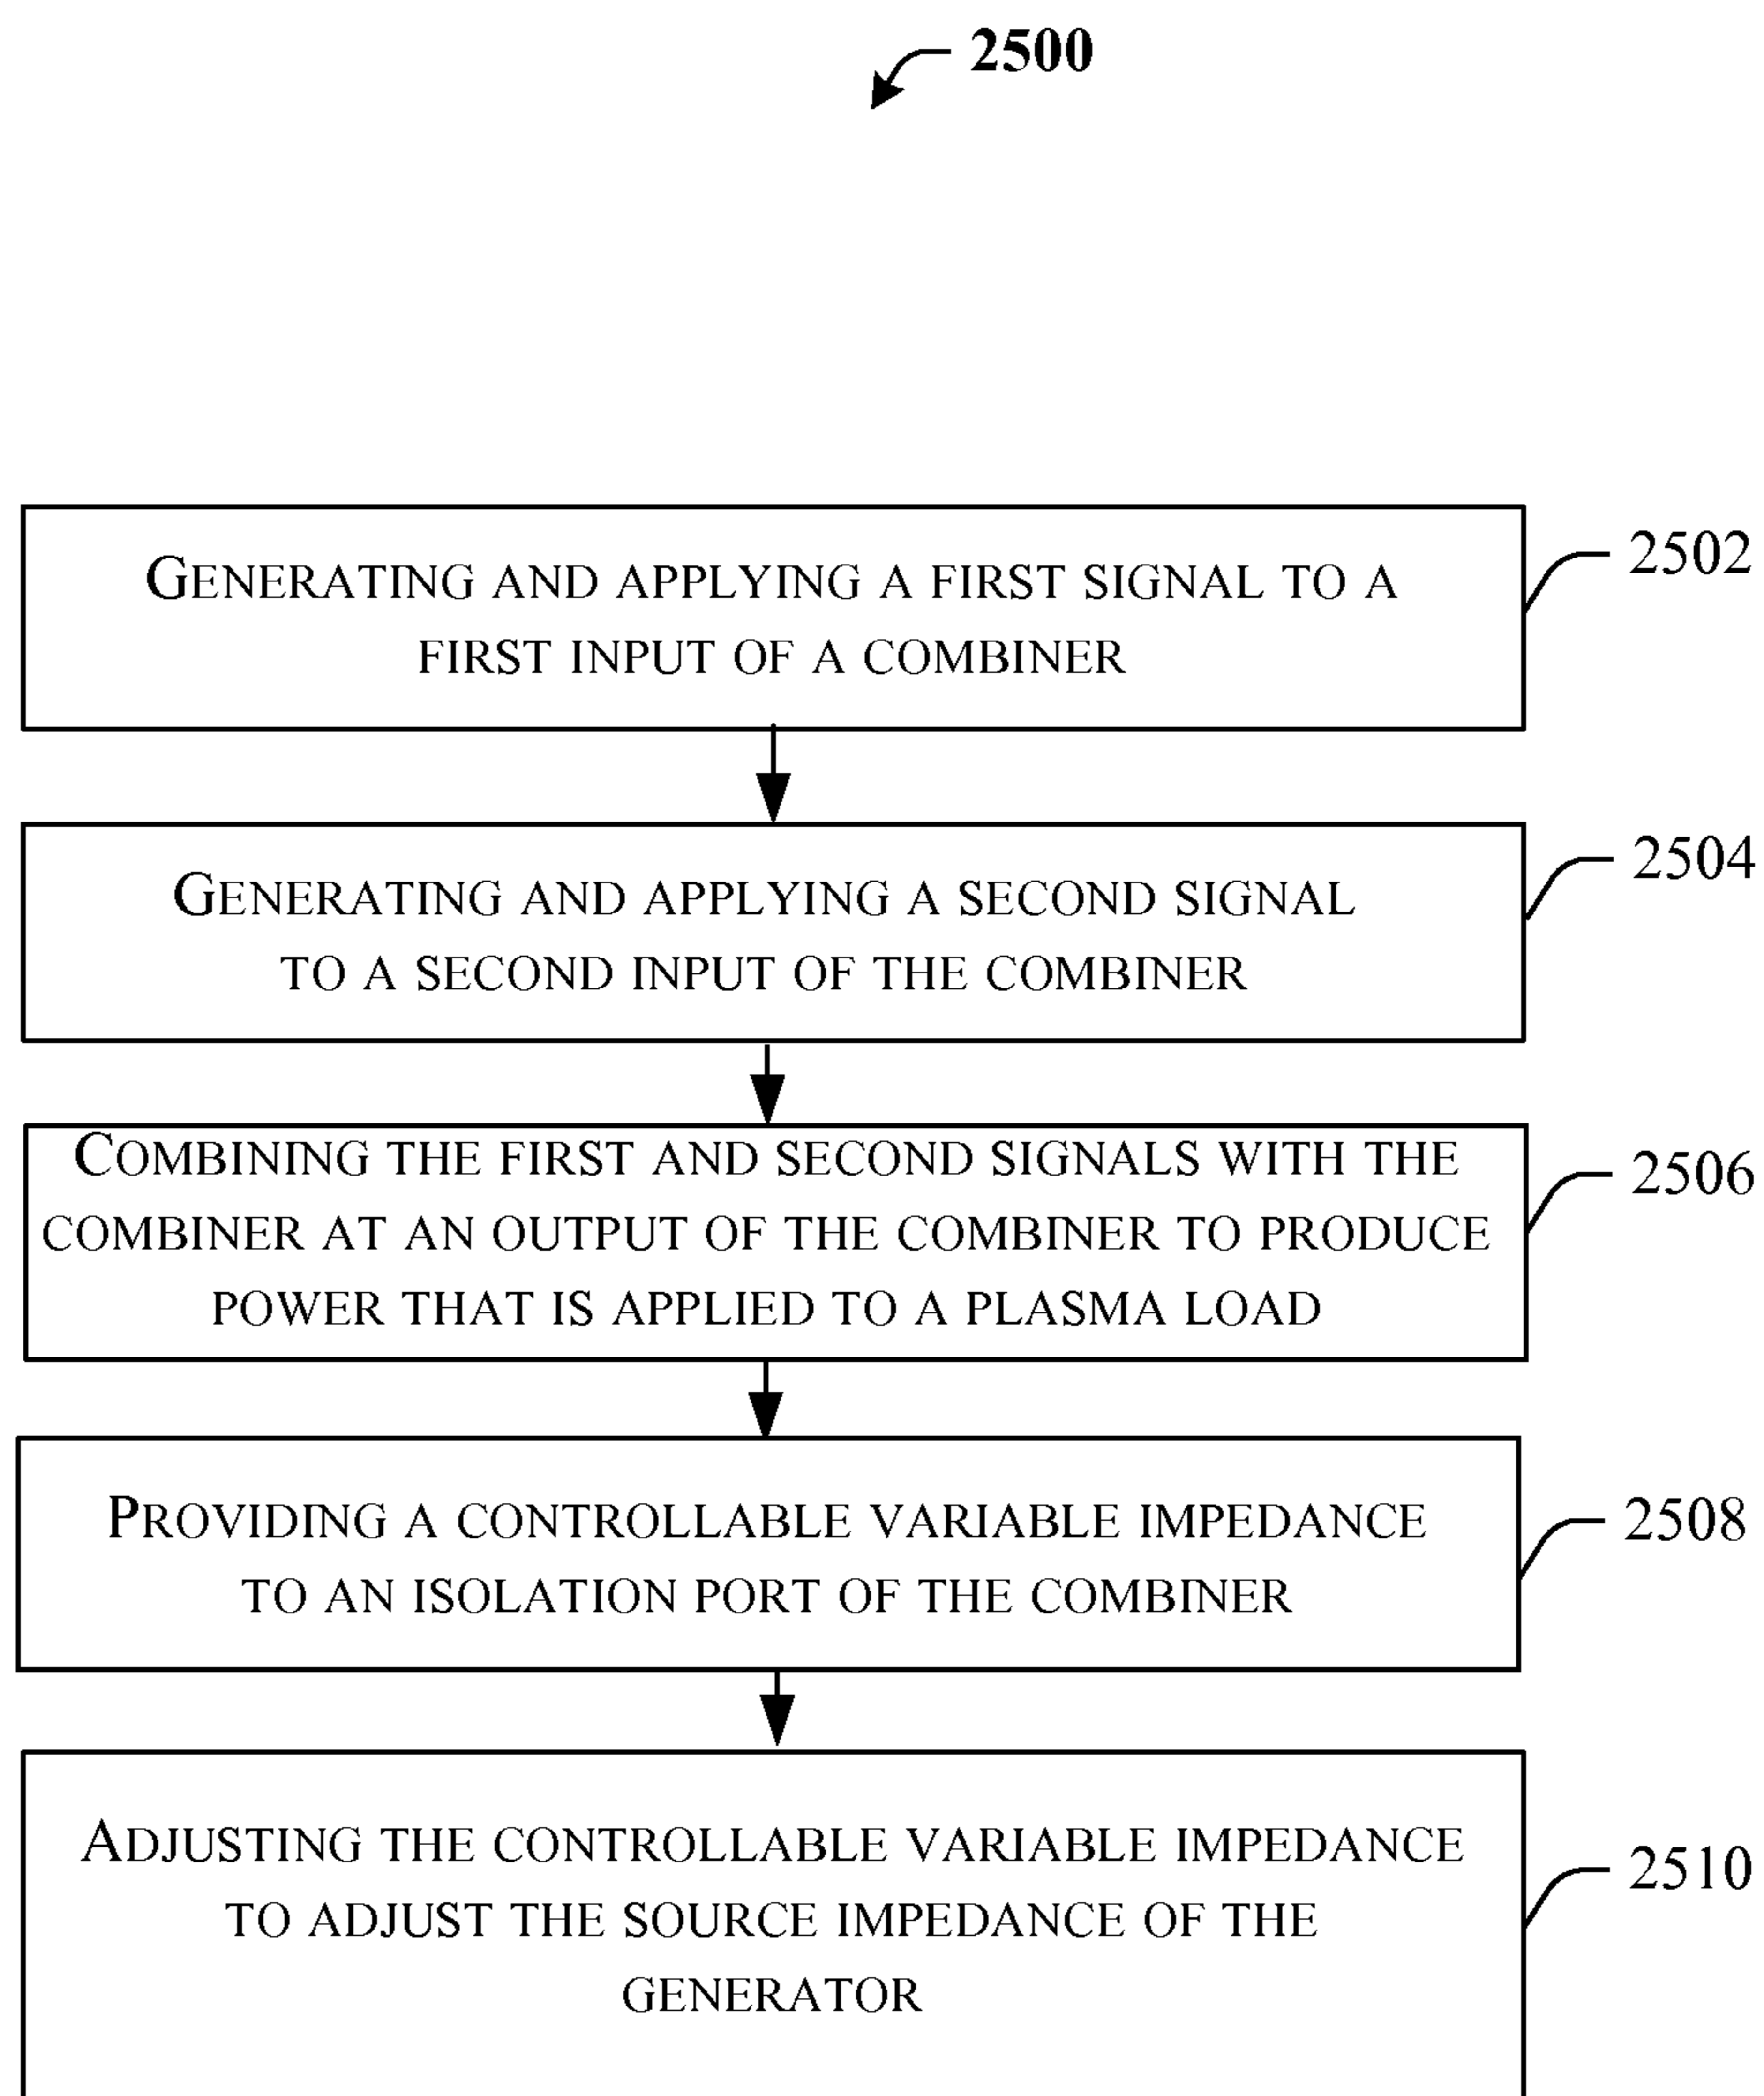 2500
GENERATING AND APPLYING A FIRST SIGNAL TO A
FIRST INPUT OF A COMBINER
2502
GENERATING AND APPLYING A SECOND SIGNAL
TO A SECOND INPUT OF THE COMBINER
2504
COMBINING THE FIRST AND SECOND SIGNALS WITH THE
COMBINER AT AN OUTPUT OF THE COMBINER TO PRODUCE
POWER THAT IS APPLIED TO A PLASMA LOAD
2506
PROVIDING A CONTROLLABLE VARIABLE IMPEDANCE
TO AN ISOLATION PORT OF THE COMBINER
2508
ADJUSTING THE CONTROLLABLE VARIABLE IMPEDANCE
TO ADJUST THE SOURCE IMPEDANCE OF THE
GENERATOR
2510